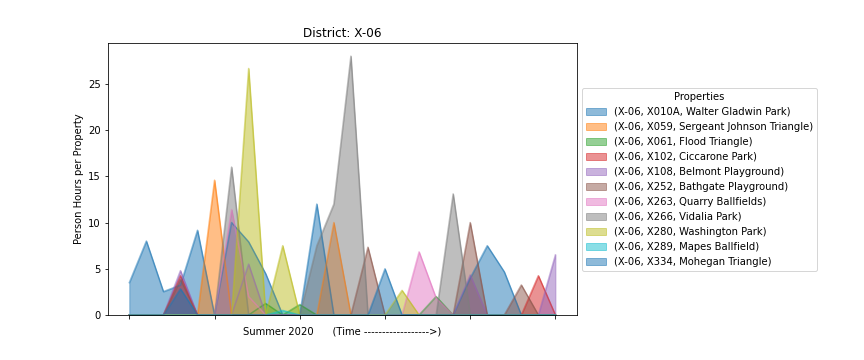 District: X-06
Person Hours per Property
25
20
15
10
5
0
Summer 2020 (Time ------------------>)
Properties
(X-06, X010A, Walter Gladwin Park)
(X-06, X059, Sergeant Johnson Triangle)
(X-06, X061, Flood Triangle)
(X-06, X102, Ciccarone Park)
(X-06, X108, Belmont Playground)
(X-06, X252, Bathgate Playground)
(X-06, X263, Quarry Ballfields)
(X-06, X266, Vidalia Park)
(X-06, X280, Washington Park)
(X-06, X289, Mapes Ballfield)
(X-06, X334, Mohegan Triangle)